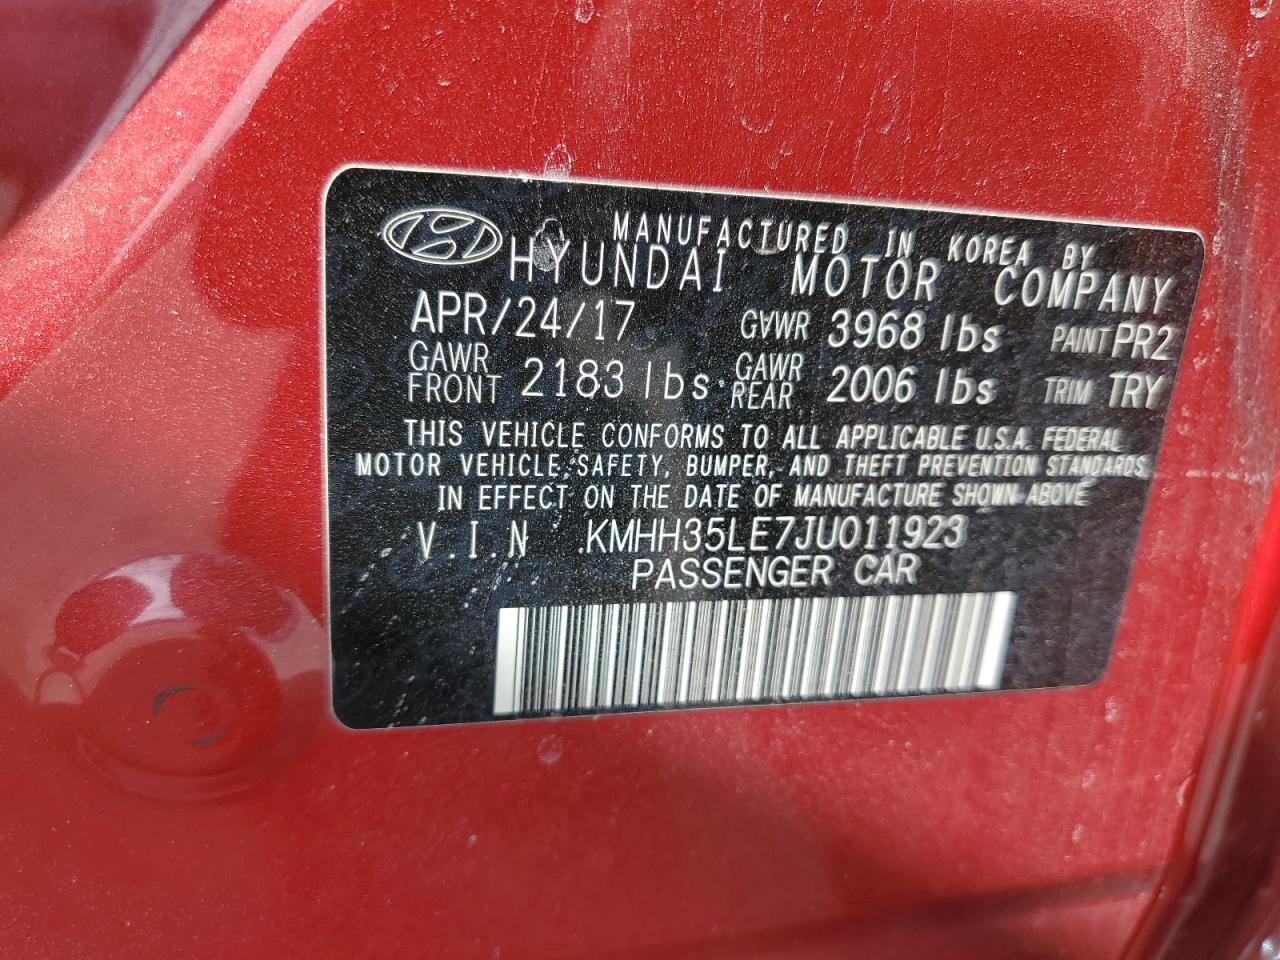 MANUFACTURED IN KOREA BY
HYUNDAI MOTOR COMPANY
APR/24/17 GVWR 3968 lbs PAINT PR2
GAWR FRONT 2183 lbs GAWR REAR 2006 lbs TRIM TRY
THIS VEHICLE CONFORMS TO ALL APPLICABLE U.S.A. FEDERAL
MOTOR VEHICLE SAFETY, BUMPER, AND THEFT PREVENTION STANDARDS
IN EFFECT ON THE DATE OF MANUFACTURE SHOWN ABOVE
V.I.N KMHH35LE7JU011923
PASSENGER CAR